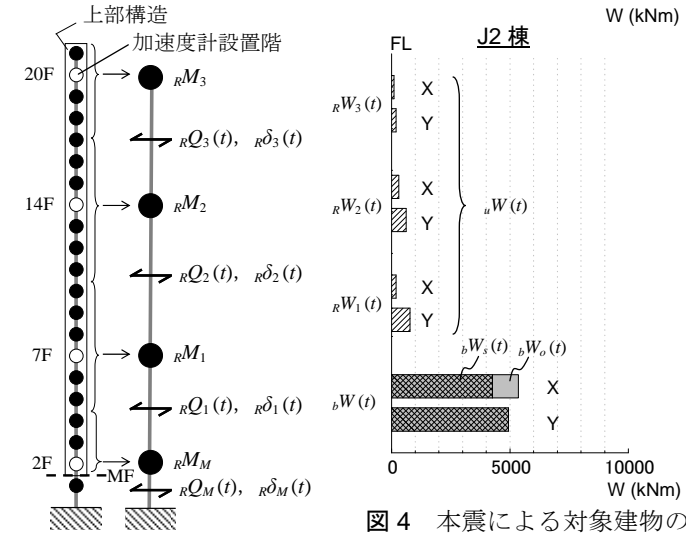 上部構造
加速度計設置階
20F
RM3
RQ3(t), Rδ3(t)
14F
RM2
RQ2(t), Rδ2(t)
7F
RM1
RQ1(t), Rδ1(t)
2F
RMM
MF
RQM(t), RδM(t)
W (kNm)
FL
J2 棟
RW3(t)
X
Y
RW2(t)
X
Y
uW(t)
RW1(t)
X
Y
bWs(t)
bWo(t)
bW(t)
X
Y
0
5000
10000
W (kNm)
図 4 本震による対象建物の